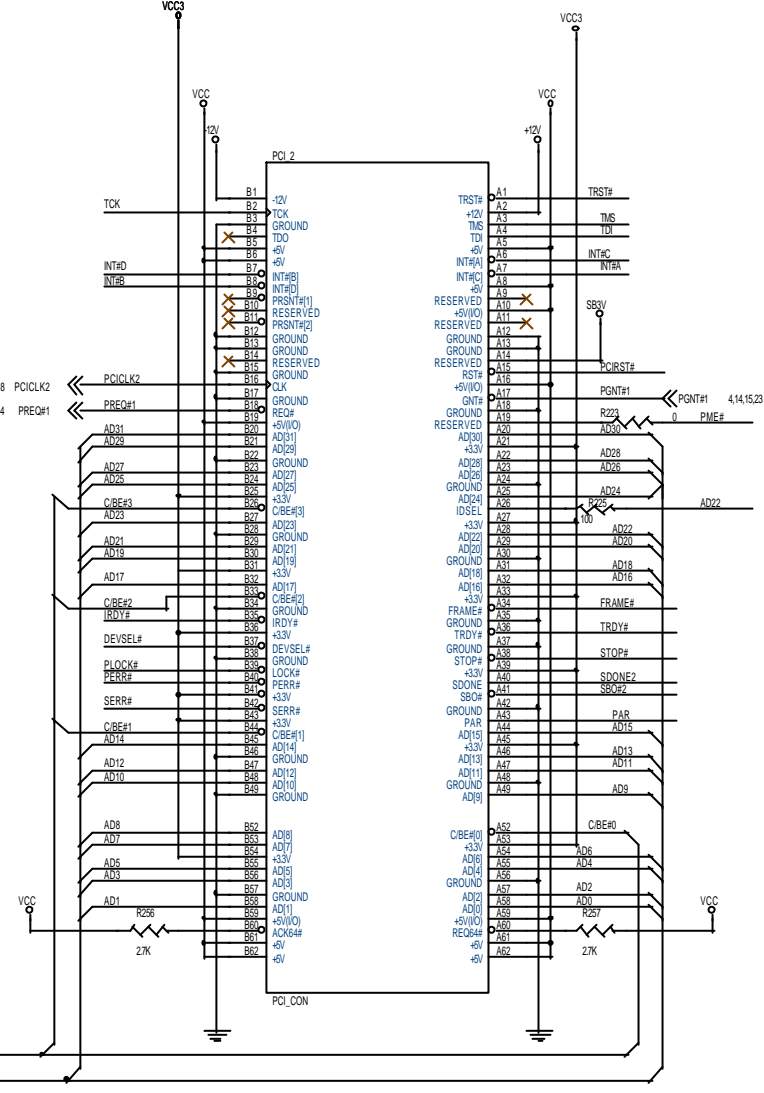 VCC3
VCC3
VCC
VCC
-12V
+12V
PCI_2
B1 -12V TRST# A1 TRST#
TCK B2 TCK +12V A2
B3 GROUND TMS A3 TMS
B4 TDO TDI A4 TDI
B5 +5V +5V A5
B6 +5V INT#[A] A6 INT#C
INT#D B7 INT#[B] INT#[C] A7 INT#A
INT#B B8 INT#[D] +5V A8
B9 PRSNT#[1] RESERVED A9
B10 RESERVED +5V(I/O) A10
B11 PRSNT#[2] RESERVED A11
SB3V
B12 GROUND GROUND A12
B13 GROUND GROUND A13
B14 RESERVED RESERVED A14
B15 GROUND RST# A15 PCIRST#
8 PCICLK2 PCICLK2 B16 CLK +5V(I/O) A16
B17 GROUND GNT# A17 PGNT#1 PGNT#1 4,14,15,23
4 PREQ#1 PREQ#1 B18 REQ# GROUND A18
B19 +5V(I/O) RESERVED A19 R223 0 PME#
AD31 B20 AD[31] AD[30] A20 AD30
AD29 B21 AD[29] +3.3V A21
B22 GROUND AD[28] A22 AD28
AD27 B23 AD[27] AD[26] A23 AD26
AD25 B24 AD[25] GROUND A24
B25 +3.3V AD[24] A25 AD24
C/BE#3 B26 C/BE#[3] IDSEL A26 R225 100 AD22
AD23 B27 AD[23] +3.3V A27
B28 GROUND AD[22] A28 AD22
AD21 B29 AD[21] AD[20] A29 AD20
AD19 B30 AD[19] GROUND A30
B31 +3.3V AD[18] A31 AD18
AD17 B32 AD[17] AD[16] A32 AD16
B33 C/BE#[2] +3.3V A33
C/BE#2 B34 GROUND FRAME# A34 FRAME#
IRDY# B35 IRDY# GROUND A35
B36 +3.3V TRDY# A36 TRDY#
DEVSEL# B37 DEVSEL# GROUND A37
B38 GROUND STOP# A38 STOP#
PLOCK# B39 LOCK# +3.3V A39
PERR# B40 PERR# SDONE A40 SDONE2
B41 +3.3V SBO# A41 SBO#2
SERR# B42 SERR# GROUND A42
B43 +3.3V PAR A43 PAR
C/BE#1 B44 C/BE#[1] AD[15] A44 AD15
AD14 B45 AD[14] +3.3V A45
B46 GROUND AD[13] A46 AD13
AD12 B47 AD[12] AD[11] A47 AD11
AD10 B48 AD[10] GROUND A48
B49 GROUND AD[9] A49 AD9
AD8 B52 AD[8] C/BE#[0] A52 C/BE#0
AD7 B53 AD[7] +3.3V A53
B54 +3.3V AD[6] A54 AD6
AD5 B55 AD[5] AD[4] A55 AD4
AD3 B56 AD[3] GROUND A56
B57 GROUND AD[2] A57 AD2
AD1 B58 AD[1] AD[0] A58 AD0
VCC R256 B59 +5V(I/O) +5V(I/O) A59 R257 VCC
B60 ACK64# REQ64# A60
2.7K B61 +5V +5V A61 2.7K
B62 +5V +5V A62
PCI_CON